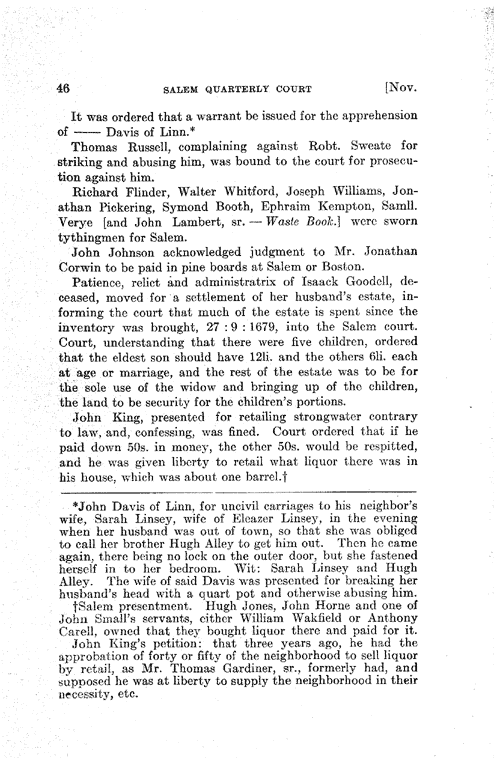 46 SALEM QUARTERLY COURT [Nov.
It was ordered that a warrant be issued for the apprehension
of —— Davis of Linn.*
Thomas Russell, complaining against Robt. Sweate for
striking and abusing him, was bound to the court for prosecu-
tion against him.
Richard Flinder, Walter Whitford, Joseph Williams, Jon-
athan Pickering, Symond Booth, Ephraim Kempton, Samll.
Verye [and John Lambert, sr. — Waste Book.] were sworn
tythingmen for Salem.
John Johnson acknowledged judgment to Mr. Jonathan
Corwin to be paid in pine boards at Salem or Boston.
Patience, relict and administratrix of Isaack Goodell, de-
ceased, moved for a settlement of her husband's estate, in-
forming the court that much of the estate is spent since the
inventory was brought, 27 : 9 : 1679, into the Salem court.
Court, understanding that there were five children, ordered
that the eldest son should have 12li. and the others 6li. each
at age or marriage, and the rest of the estate was to be for
the sole use of the widow and bringing up of the children,
the land to be security for the children's portions.
John King, presented for retailing strongwater contrary
to law, and, confessing, was fined. Court ordered that if he
paid down 50s. in money, the other 50s. would be respitted,
and he was given liberty to retail what liquor there was in
his house, which was about one barrel.†
*John Davis of Linn, for uncivil carriages to his neighbor's
wife, Sarah Linsey, wife of Eleazer Linsey, in the evening
when her husband was out of town, so that she was obliged
to call her brother Hugh Alley to get him out. Then he came
again, there being no lock on the outer door, but she fastened
herself in to her bedroom. Wit: Sarah Linsey and Hugh
Alley. The wife of said Davis was presented for breaking her
husband's head with a quart pot and otherwise abusing him.
†Salem presentment. Hugh Jones, John Horne and one of
John Small's servants, either William Wakfield or Anthony
Carell, owned that they bought liquor there and paid for it.
John King's petition: that three years ago, he had the
approbation of forty or fifty of the neighborhood to sell liquor
by retail, as Mr. Thomas Gardiner, sr., formerly had, and
supposed he was at liberty to supply the neighborhood in their
necessity, etc.